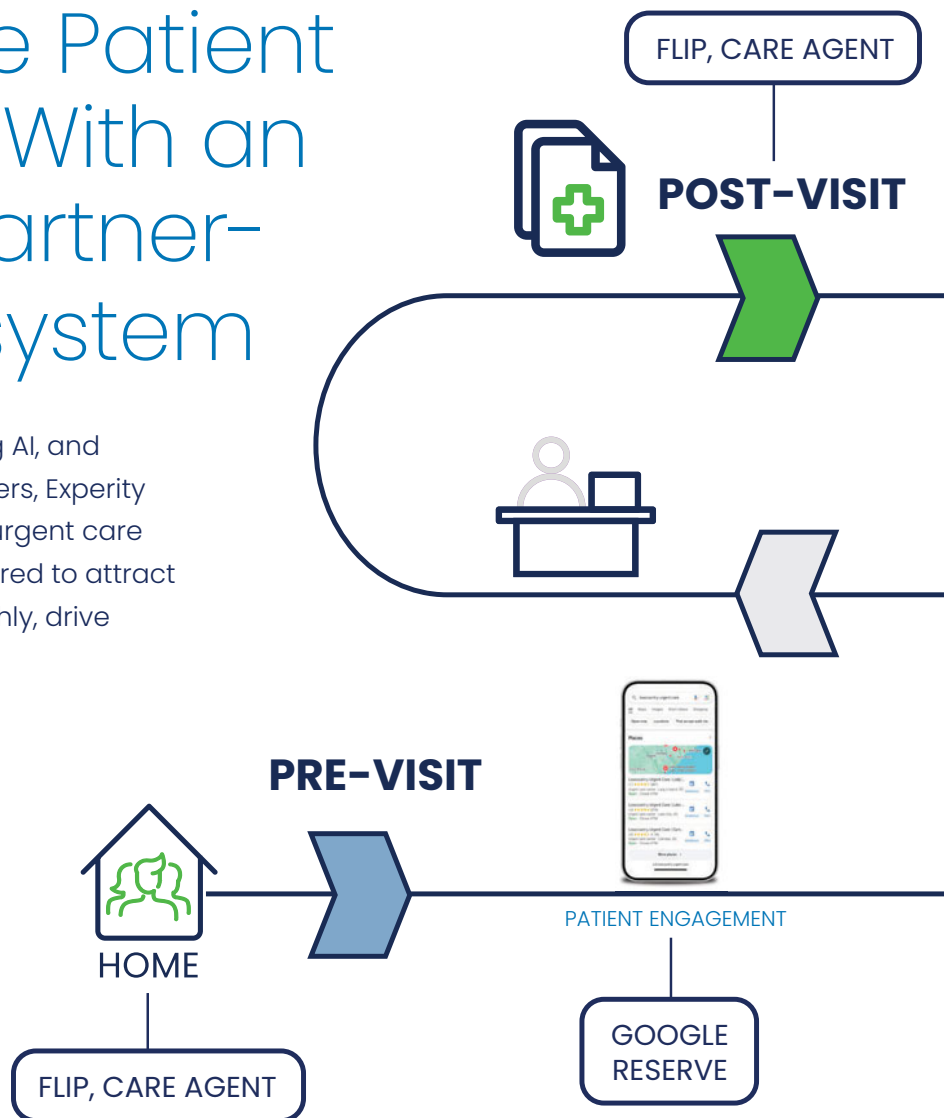 e Patient
With an
artner-
system
g AI, and
ers, Experity
urgent care
red to attract
nly, drive
FLIP, CARE AGENT
POST-VISIT
PRE-VISIT
HOME
FLIP, CARE AGENT
Places
PATIENT ENGAGEMENT
GOOGLE
RESERVE